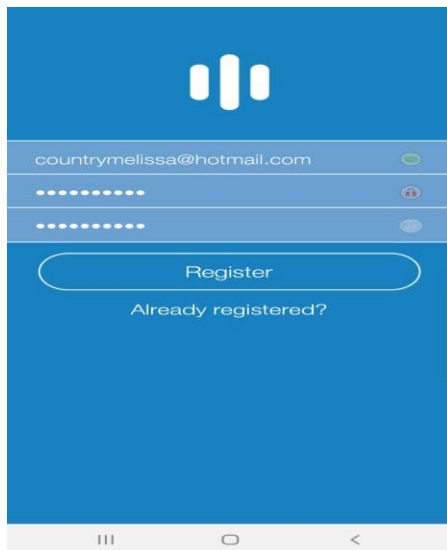 countrymelissa@hotmail.com
••••••••••
••••••••••
Register
Already registered?